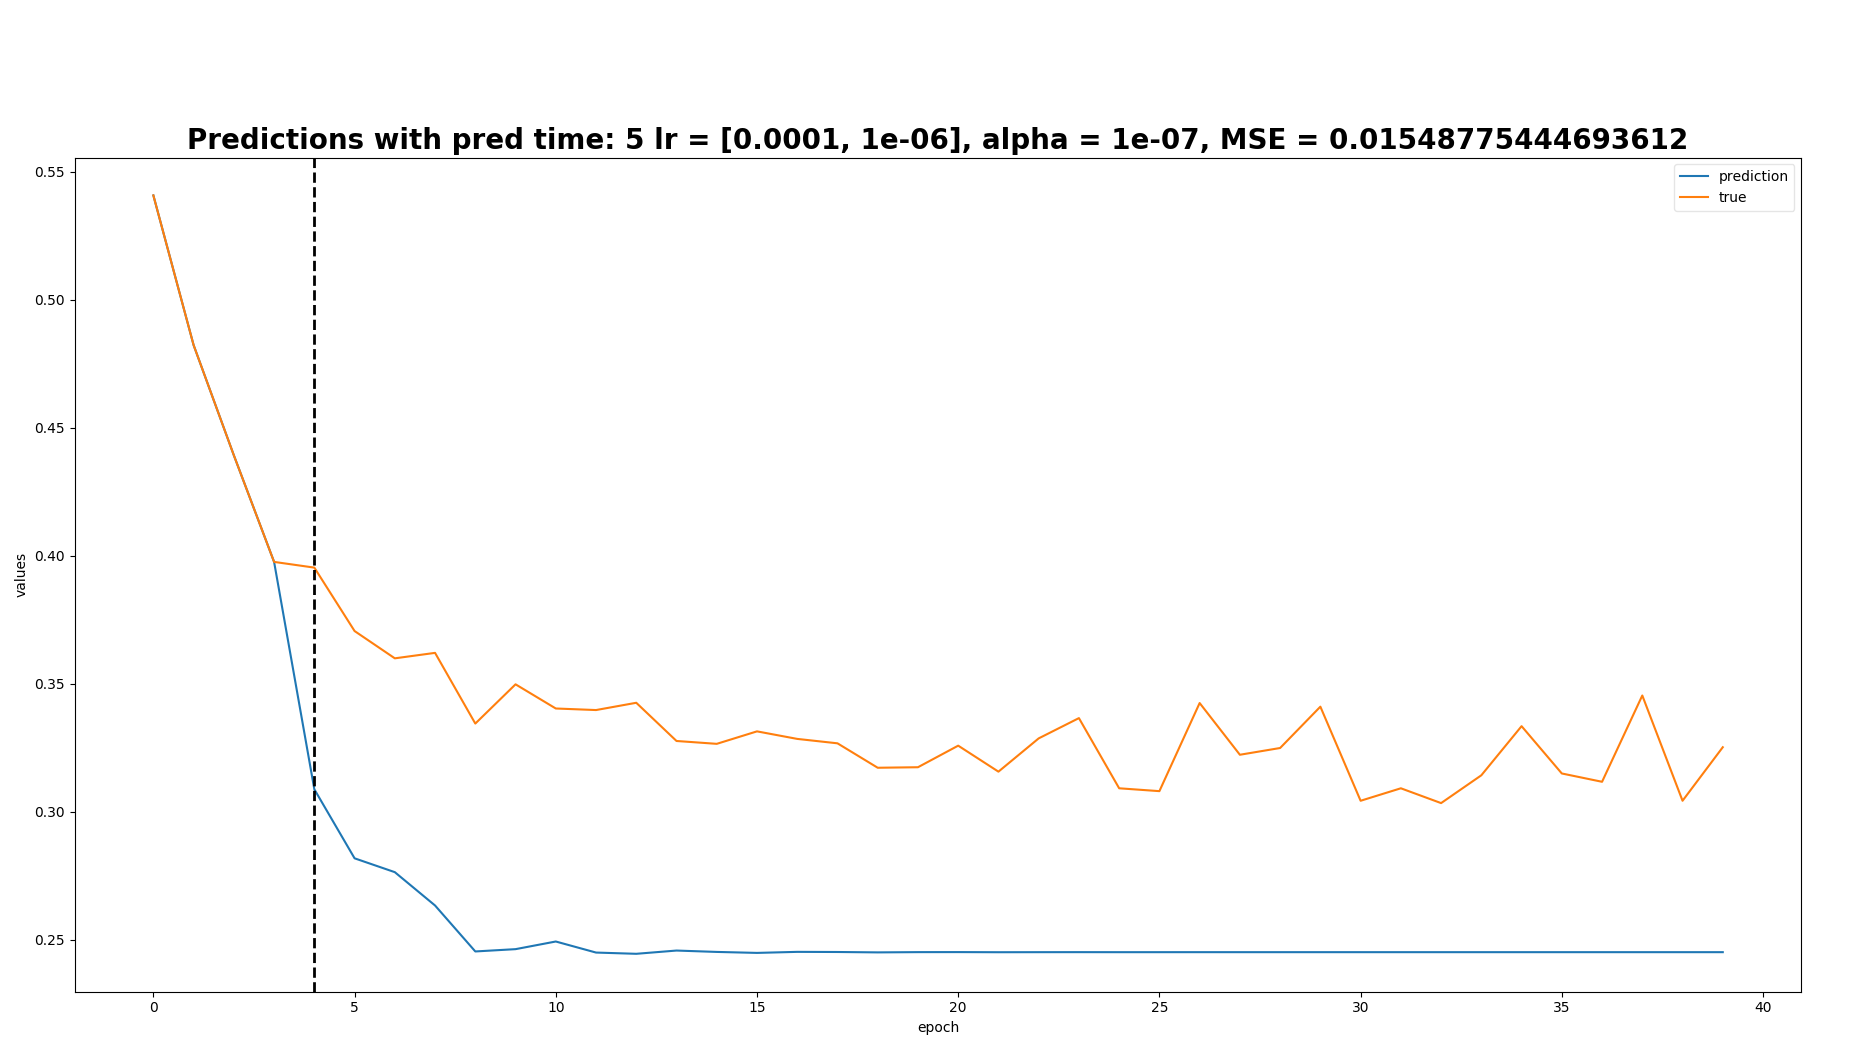 Predictions with pred time: 5 lr = [0.0001, 1e-06], alpha = 1e-07, MSE = 0.01548775444693612
prediction
true
values
0.55
0.50
0.45
0.40
0.35
0.30
0.25
0 5 10 15 20 25 30 35 40
epoch